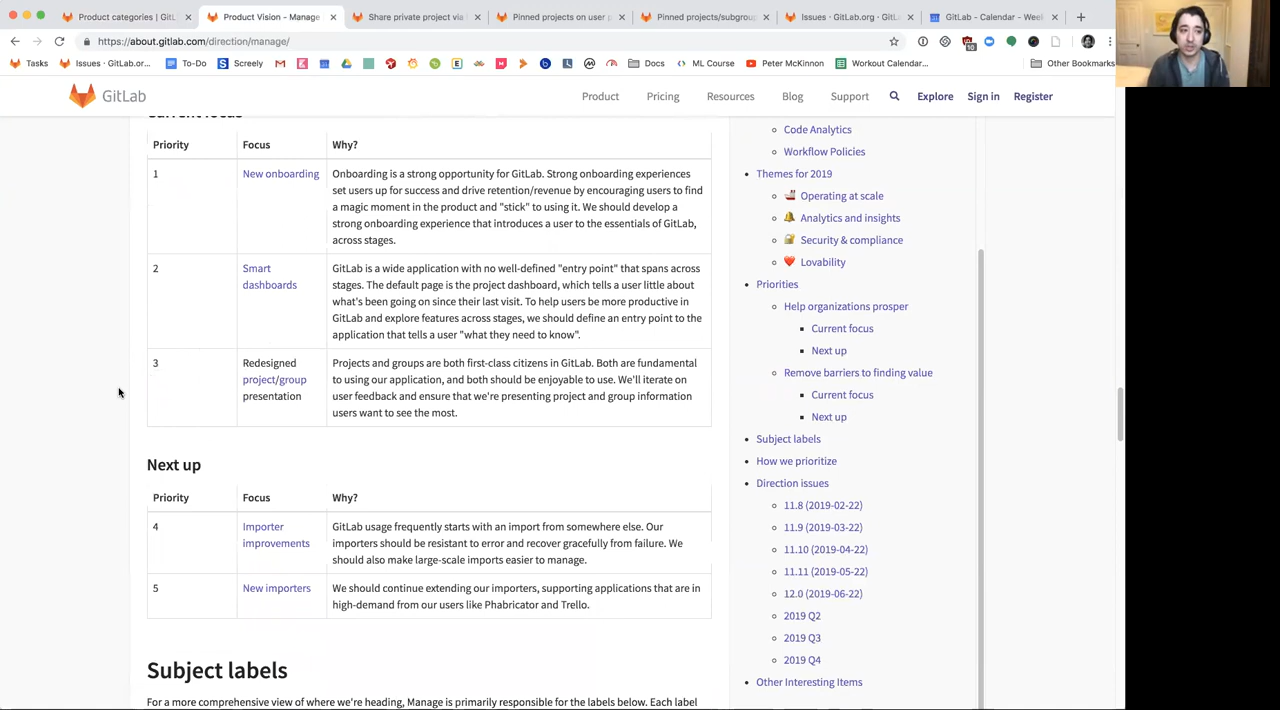 Product categories | GitL
Product Vision - Manage
Share private project via
Pinned projects on user p
Pinned projects/subgroup
Issues · GitLab.org · GitL
GitLab - Calendar - Week
https://about.gitlab.com/direction/manage/
10
Tasks
Issues · GitLab.or...
To-Do
Screely
Docs
ML Course
Peter McKinnon
Workout Calendar...
Other Bookmarks
GitLab
Product
Pricing
Resources
Blog
Support
Explore
Sign in
Register
Current focus
Priority Focus Why?
1 New onboarding Onboarding is a strong opportunity for GitLab. Strong onboarding experiences
set users up for success and drive retention/revenue by encouraging users to find
a magic moment in the product and "stick" to using it. We should develop a
strong onboarding experience that introduces a user to the essentials of GitLab,
across stages.
2 Smart GitLab is a wide application with no well-defined "entry point" that spans across
dashboards stages. The default page is the project dashboard, which tells a user little about
what's been going on since their last visit. To help users be more productive in
GitLab and explore features across stages, we should define an entry point to the
application that tells a user "what they need to know".
3 Redesigned Projects and groups are both first-class citizens in GitLab. Both are fundamental
project/group to using our application, and both should be enjoyable to use. We'll iterate on
presentation user feedback and ensure that we're presenting project and group information
users want to see the most.
Next up
Priority Focus Why?
4 Importer GitLab usage frequently starts with an import from somewhere else. Our
improvements importers should be resistant to error and recover gracefully from failure. We
should also make large-scale imports easier to manage.
5 New importers We should continue extending our importers, supporting applications that are in
high-demand from our users like Phabricator and Trello.
Subject labels
For a more comprehensive view of where we're heading, Manage is primarily responsible for the labels below. Each label
Code Analytics
Workflow Policies
Themes for 2019
Operating at scale
Analytics and insights
Security & compliance
Lovability
Priorities
Help organizations prosper
Current focus
Next up
Remove barriers to finding value
Current focus
Next up
Subject labels
How we prioritize
Direction issues
11.8 (2019-02-22)
11.9 (2019-03-22)
11.10 (2019-04-22)
11.11 (2019-05-22)
12.0 (2019-06-22)
2019 Q2
2019 Q3
2019 Q4
Other Interesting Items